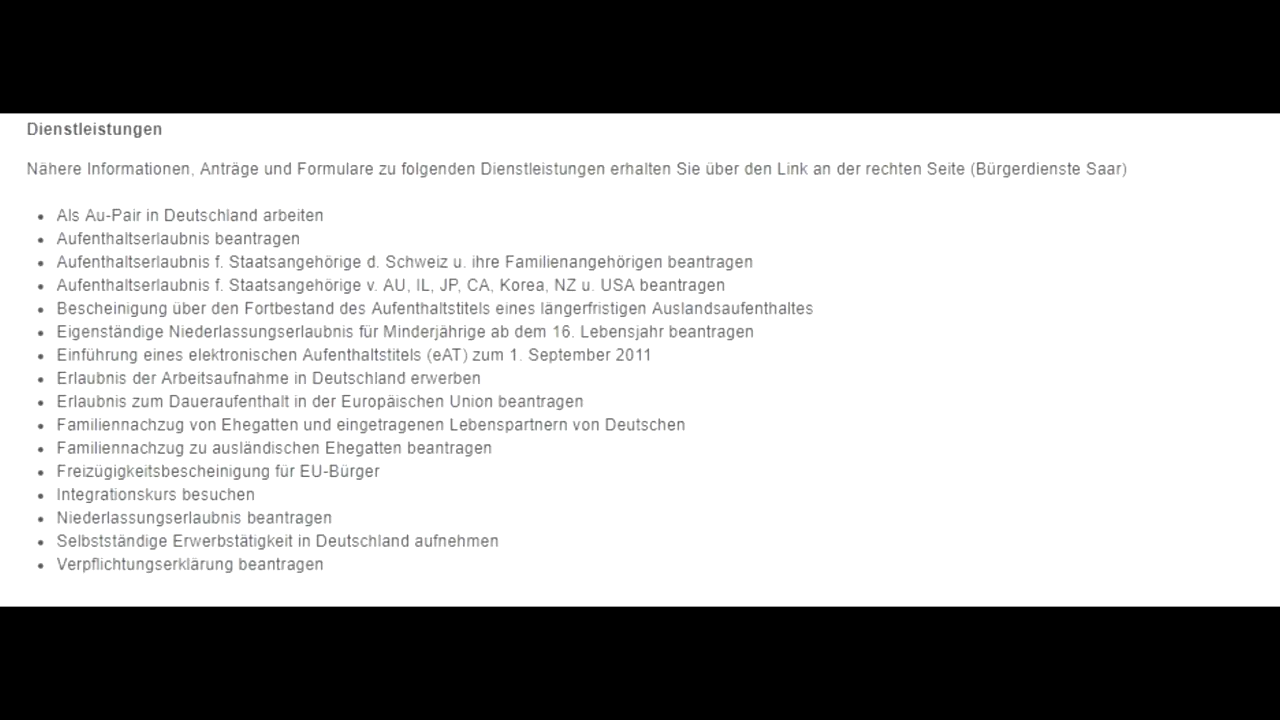 Dienstleistungen
Nähere Informationen, Anträge und Formulare zu folgenden Dienstleistungen erhalten Sie über den Link an der rechten Seite (Bürgerdienste Saar)
• Als Au-Pair in Deutschland arbeiten
• Aufenthaltserlaubnis beantragen
• Aufenthaltserlaubnis f. Staatsangehörige d. Schweiz u. ihre Familienangehörigen beantragen
• Aufenthaltserlaubnis f. Staatsangehörige v. AU, IL, JP, CA, Korea, NZ u. USA beantragen
• Bescheinigung über den Fortbestand des Aufenthaltstitels eines längerfristigen Auslandsaufenthaltes
• Eigenständige Niederlassungserlaubnis für Minderjährige ab dem 16. Lebensjahr beantragen
• Einführung eines elektronischen Aufenthaltstitels (eAT) zum 1. September 2011
• Erlaubnis der Arbeitsaufnahme in Deutschland erwerben
• Erlaubnis zum Daueraufenthalt in der Europäischen Union beantragen
• Familiennachzug von Ehegatten und eingetragenen Lebenspartnern von Deutschen
• Familiennachzug zu ausländischen Ehegatten beantragen
• Freizügigkeitsbescheinigung für EU-Bürger
• Integrationskurs besuchen
• Niederlassungserlaubnis beantragen
• Selbstständige Erwerbstätigkeit in Deutschland aufnehmen
• Verpflichtungserklärung beantragen